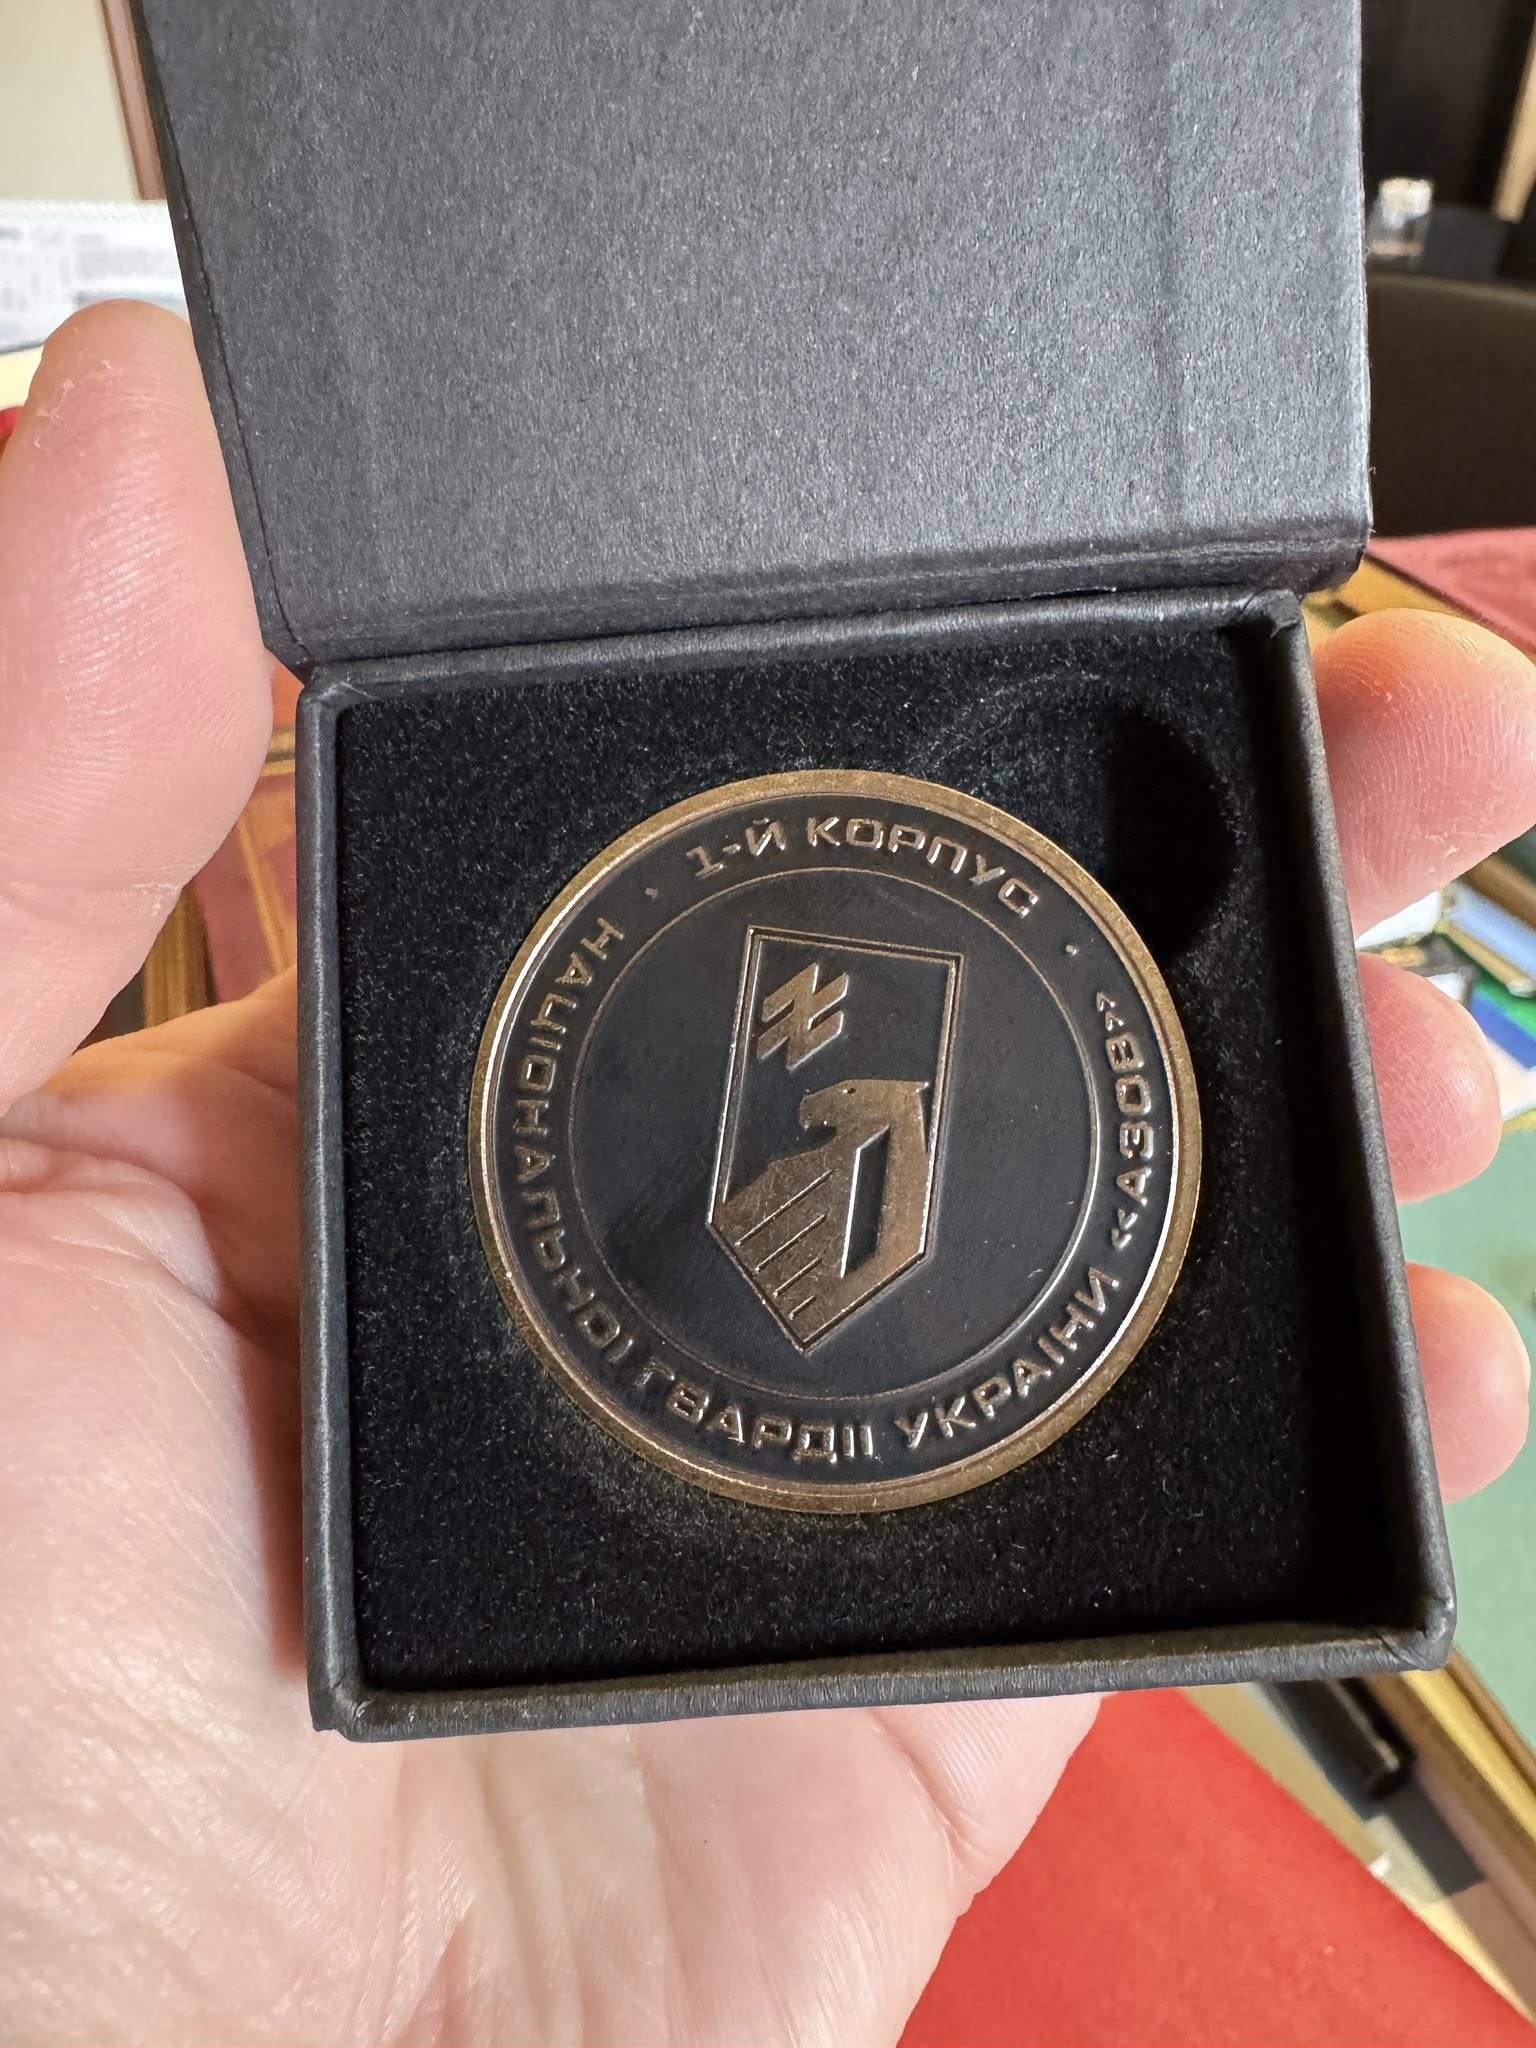 1-Й КОРПУС
НАЦІОНАЛЬНОЇ ГВАРДІЇ УКРАЇНИ «АЗОВ»